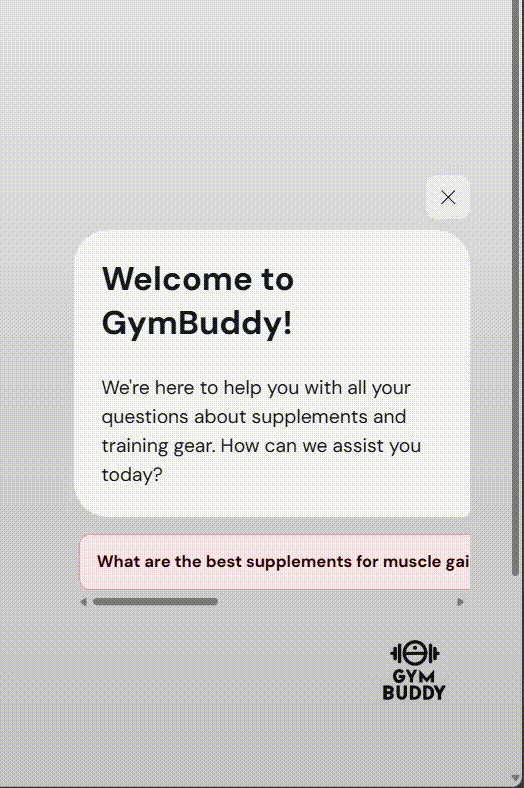 Welcome to
GymBuddy!
We're here to help you with all your
questions about supplements and
training gear. How can we assist you
today?
What are the best supplements for muscle gai
GYM
BUDDY